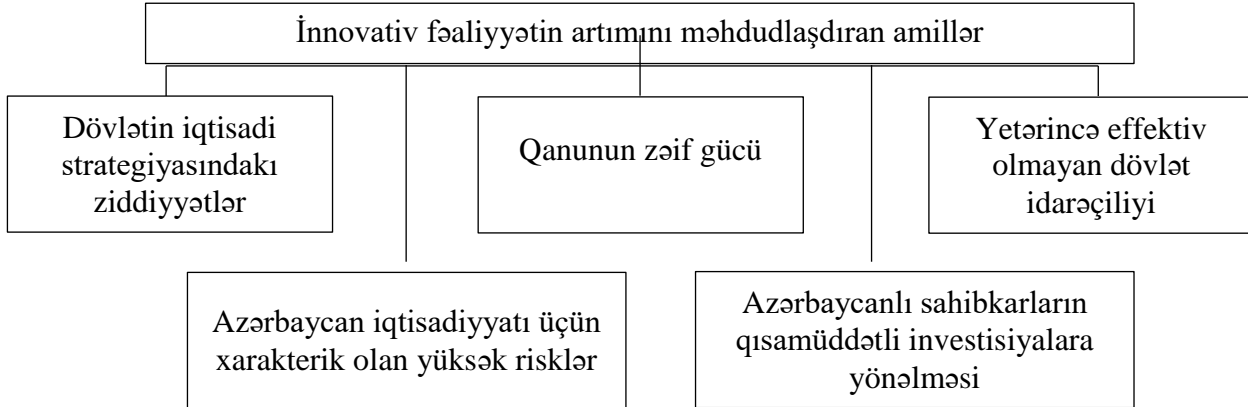 İnnovativ fəaliyyətin artımını məhdudlaşdıran amillər
Dövlətin iqtisadi
strategiyasındakı
ziddiyyətlər
Qanunun zəif gücü
Yetərincə effektiv
olmayan dövlət
idarəçiliyi
Azərbaycan iqtisadiyyatı üçün
xarakterik olan yüksək risklər
Azərbaycanlı sahibkarların
qısamüddətli investisiyalara
yönəlməsi